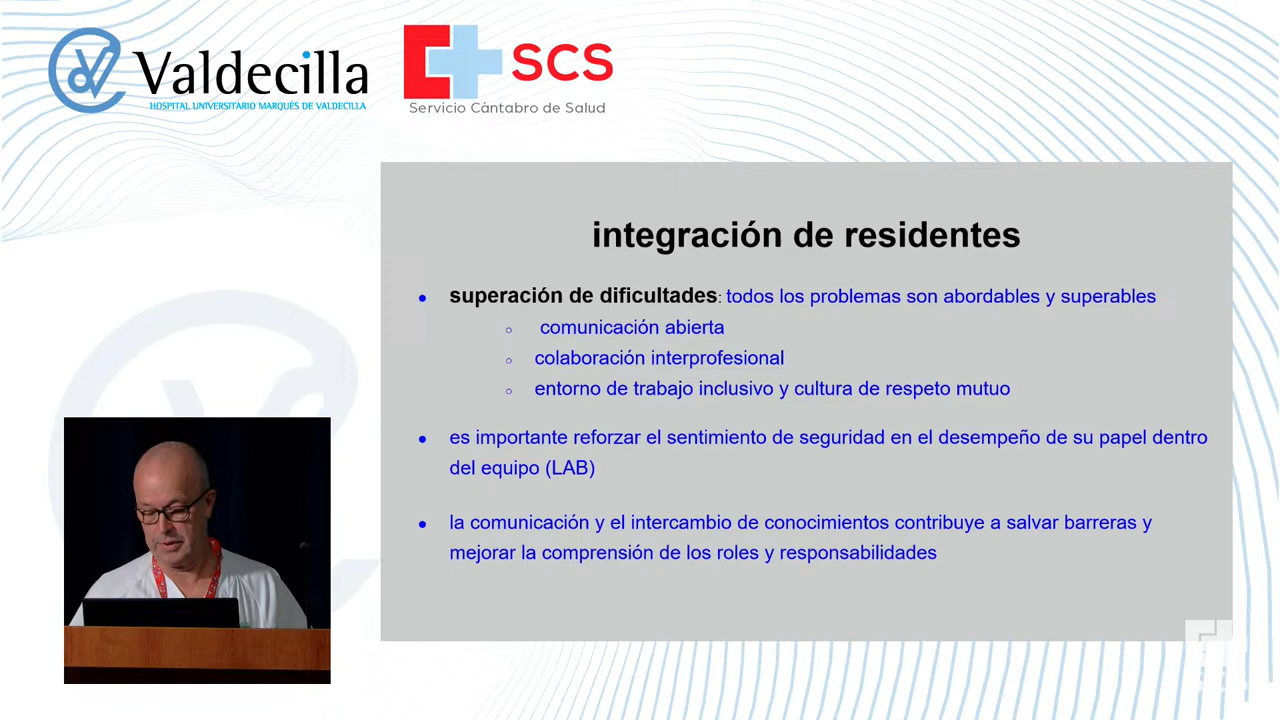 Valdecilla
HOSPITAL UNIVERSITARIO MARQUÉS DE VALDECILLA
SCS
Servicio Cántabro de Salud
integración de residentes
● superación de dificultades: todos los problemas son abordables y superables
○ comunicación abierta
○ colaboración interprofesional
○ entorno de trabajo inclusivo y cultura de respeto mutuo
● es importante reforzar el sentimiento de seguridad en el desempeño de su papel dentro
del equipo (LAB)
● la comunicación y el intercambio de conocimientos contribuye a salvar barreras y
mejorar la comprensión de los roles y responsabilidades